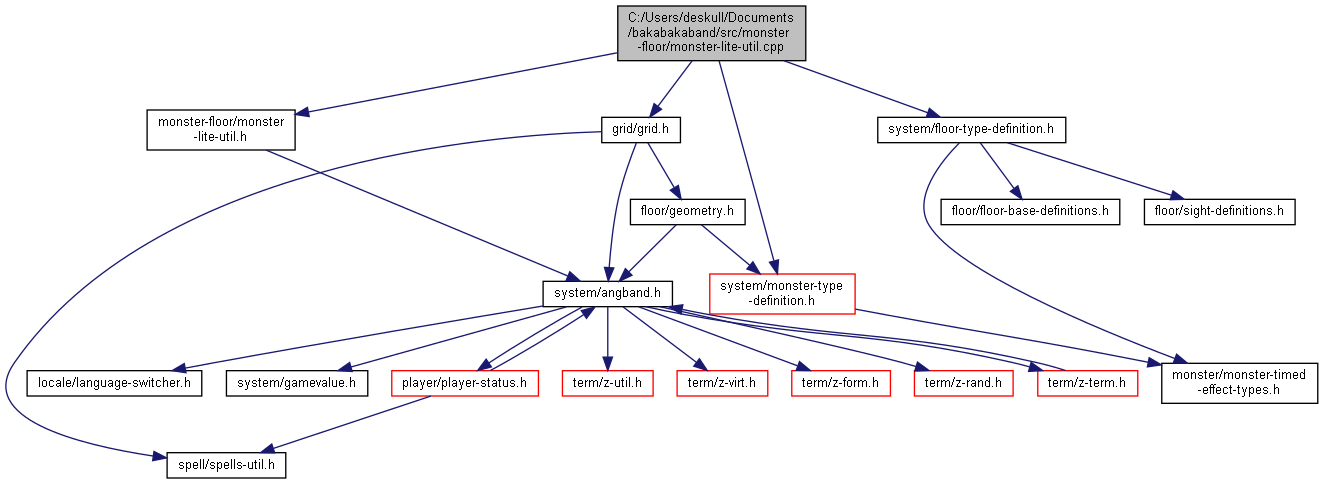 C:/Users/deskull/Documents
/bakabakaband/src/monster
-floor/monster-lite-util.cpp
monster-floor/monster
-lite-util.h
grid/grid.h
system/floor-type-definition.h
floor/geometry.h
floor/floor-base-definitions.h
floor/sight-definitions.h
system/angband.h
system/monster-type
-definition.h
locale/language-switcher.h
system/gamevalue.h
player/player-status.h
term/z-util.h
term/z-virt.h
term/z-form.h
term/z-rand.h
term/z-term.h
monster/monster-timed
-effect-types.h
spell/spells-util.h